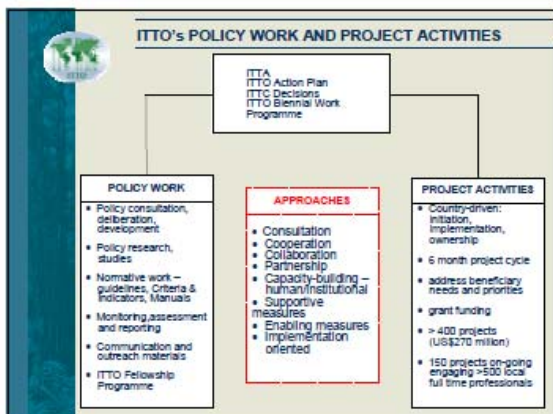 ITTO's POLICY WORK AND PROJECT ACTIVITIES
ITTO
ITTA
ITTO Action Plan
ITTC Decisions
ITTO Biennial Work
Programme
POLICY WORK
• Policy consultation,
deliberation,
development
• Policy research,
studies
• Normative work –
guidelines, Criteria &
Indicators, Manuals
• Monitoring,assessment
and reporting
• Communication and
outreach materials
• ITTO Fellowship
Programme
APPROACHES
• Consultation
• Cooperation
• Collaboration
• Partnership
• Capacity-building –
human/institutional
• Supportive
measures
• Enabling measures
• Implementation
oriented
PROJECT ACTIVITIES
• Country-driven:
initiation,
implementation,
ownership
• 6 month project cycle
• address beneficiary
needs and priorities
• grant funding
• > 400 projects
(US$270 million)
• 150 projects on-going
engaging >500 local
full time professionals